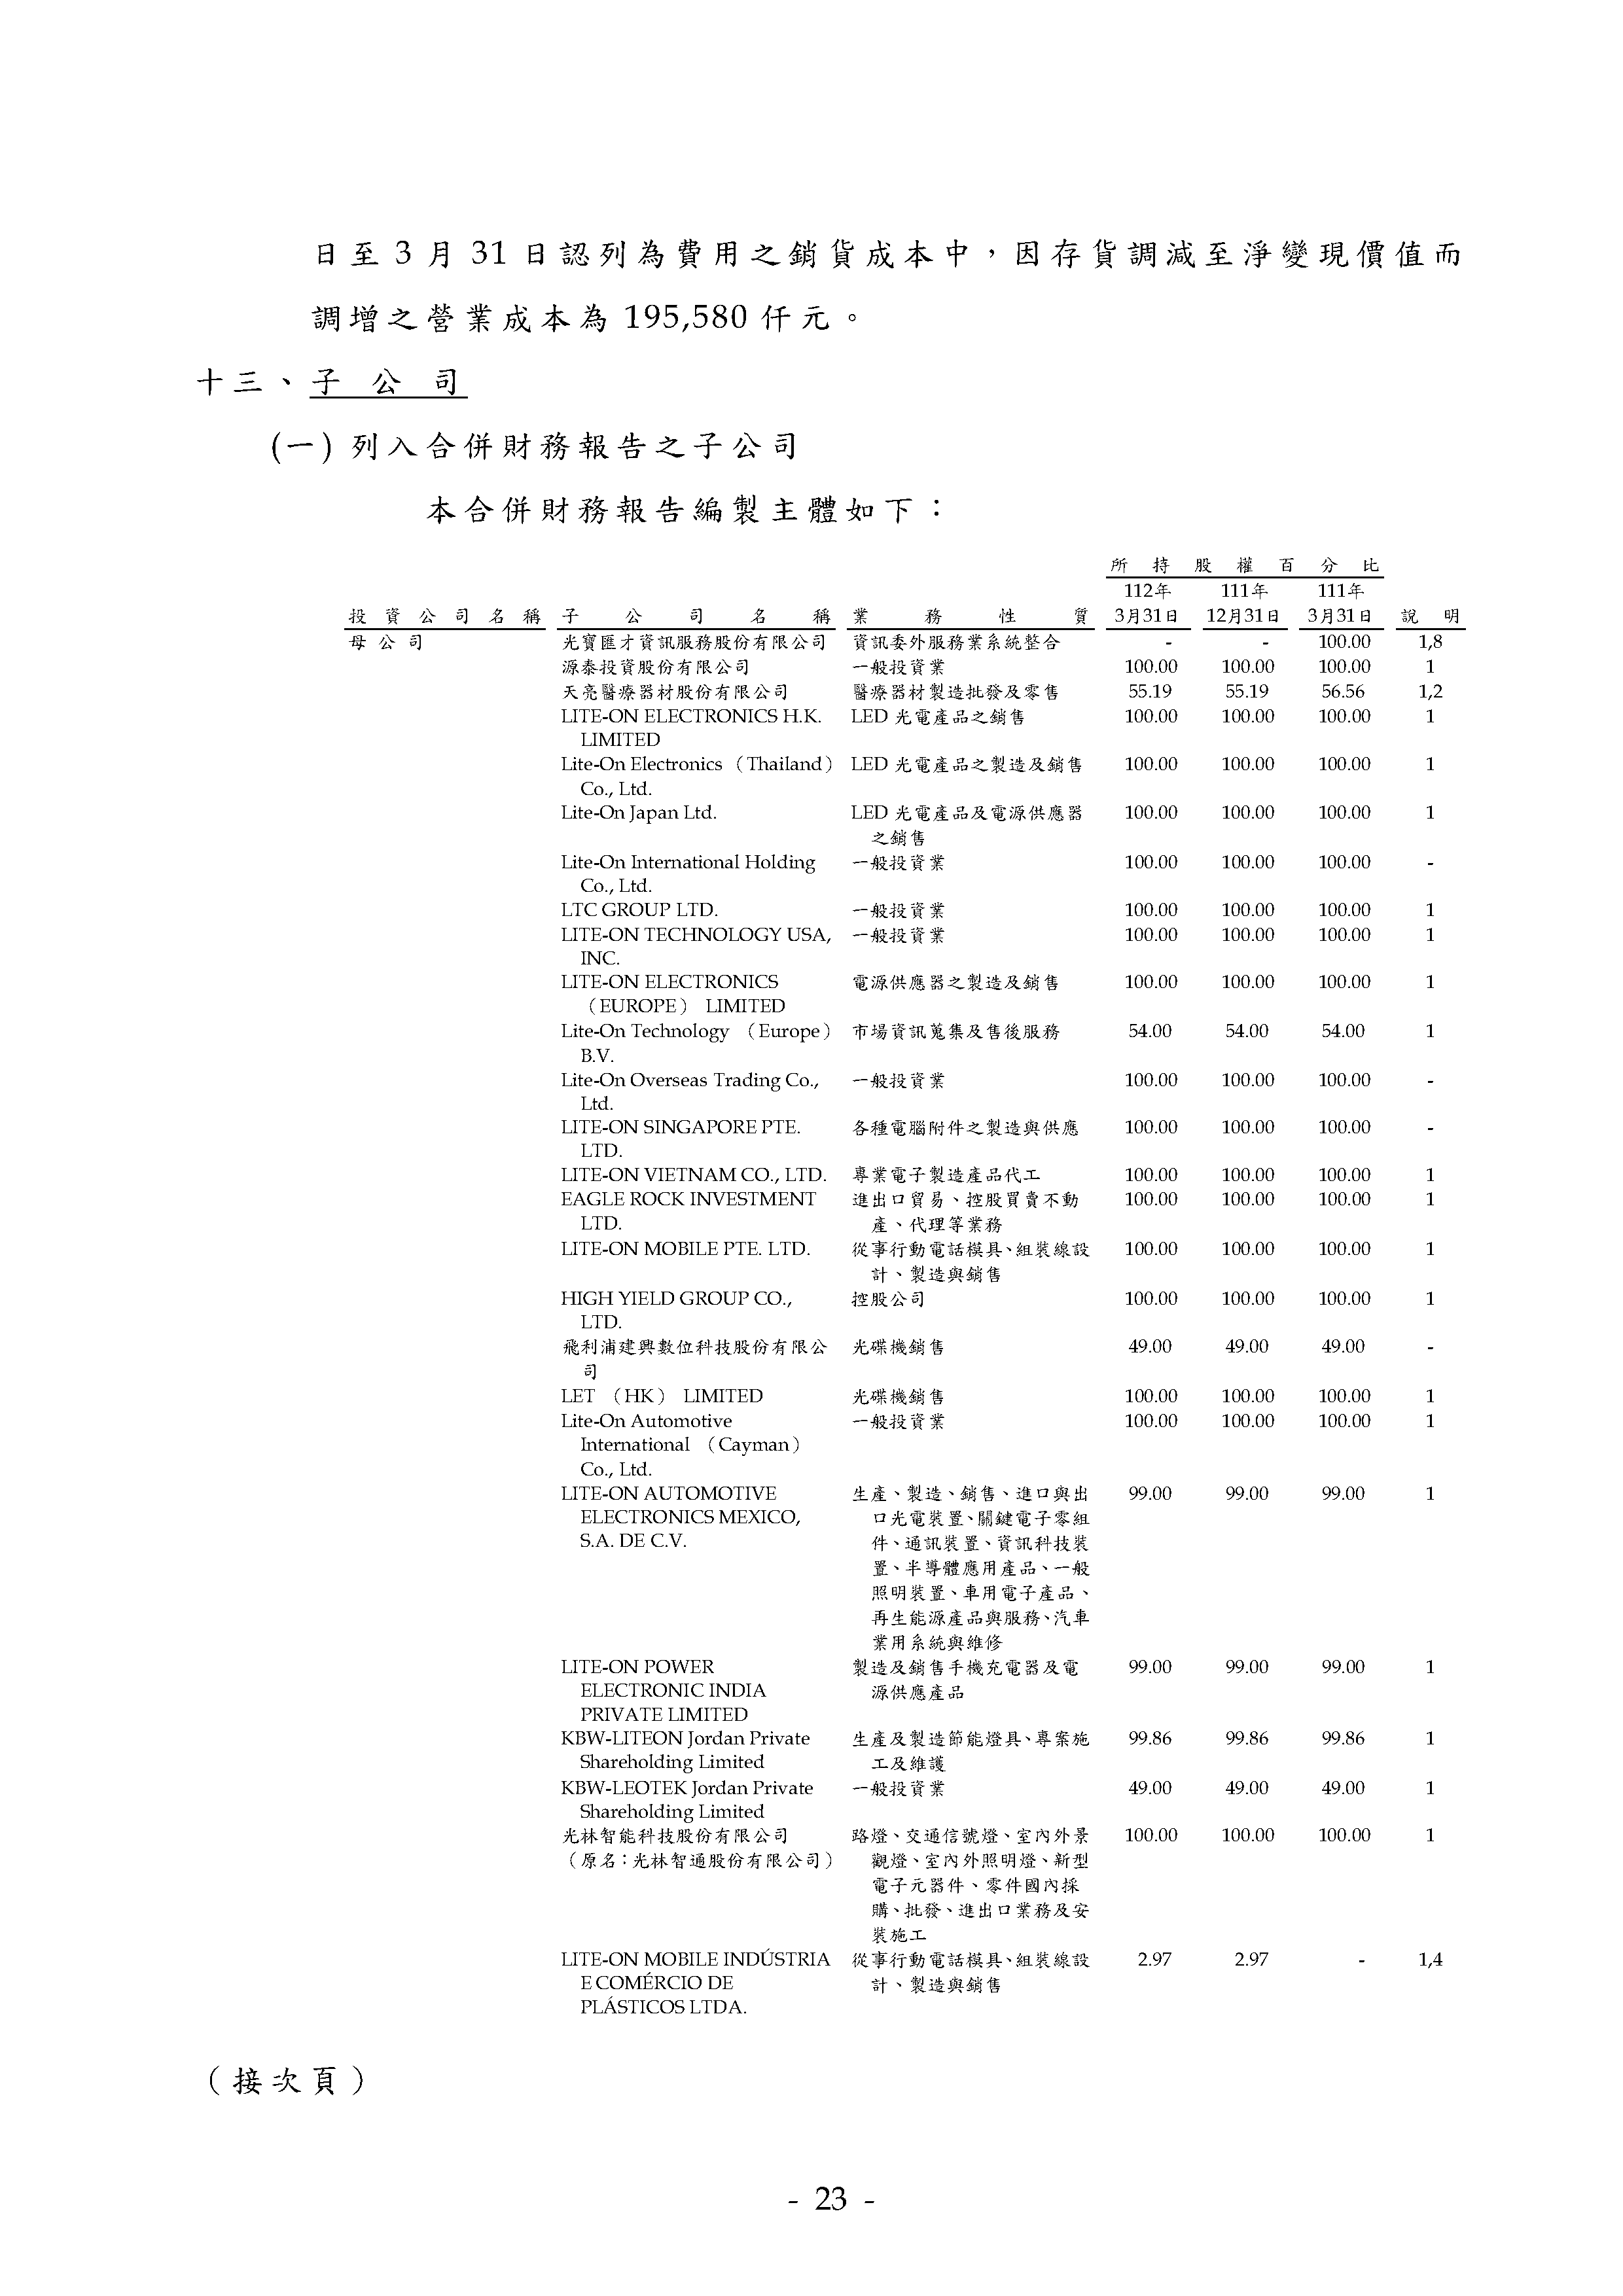 日至 3 月 31 日認列為費用之銷貨成本中，因存貨調減至淨變現價值而
調增之營業成本為 195,580 仟元。
十三、子公司
(一) 列入合併財務報告之子公司
本合併財務報告編製主體如下：
所持股權百分比
112年 111年 111年
投資公司名稱 子公司名稱 業務性質 3月31日 12月31日 3月31日 說明
母公司 光寶匯才資訊服務股份有限公司 資訊委外服務業系統整合 - - 100.00 1,8
源泰投資股份有限公司 一般投資業 100.00 100.00 100.00 1
天亮醫療器材股份有限公司 醫療器材製造批發及零售 55.19 55.19 56.56 1,2
LITE-ON ELECTRONICS H.K. LED 光電產品之銷售 100.00 100.00 100.00 1
LIMITED
Lite-On Electronics （Thailand） LED 光電產品之製造及銷售 100.00 100.00 100.00 1
Co., Ltd.
Lite-On Japan Ltd. LED 光電產品及電源供應器 100.00 100.00 100.00 1
之銷售
Lite-On International Holding 一般投資業 100.00 100.00 100.00 -
Co., Ltd.
LTC GROUP LTD. 一般投資業 100.00 100.00 100.00 1
LITE-ON TECHNOLOGY USA, 一般投資業 100.00 100.00 100.00 1
INC.
LITE-ON ELECTRONICS 電源供應器之製造及銷售 100.00 100.00 100.00 1
（EUROPE） LIMITED
Lite-On Technology （Europe） 市場資訊蒐集及售後服務 54.00 54.00 54.00 1
B.V.
Lite-On Overseas Trading Co., 一般投資業 100.00 100.00 100.00 -
Ltd.
LITE-ON SINGAPORE PTE. 各種電腦附件之製造與供應 100.00 100.00 100.00 -
LTD.
LITE-ON VIETNAM CO., LTD. 專業電子製造產品代工 100.00 100.00 100.00 1
EAGLE ROCK INVESTMENT 進出口貿易、控股買賣不動 100.00 100.00 100.00 1
LTD. 產、代理等業務
LITE-ON MOBILE PTE. LTD. 從事行動電話模具、組裝線設 100.00 100.00 100.00 1
計、製造與銷售
HIGH YIELD GROUP CO., 控股公司 100.00 100.00 100.00 1
LTD.
飛利浦建興數位科技股份有限公 光碟機銷售 49.00 49.00 49.00 -
司
LET （HK） LIMITED 光碟機銷售 100.00 100.00 100.00 1
Lite-On Automotive 一般投資業 100.00 100.00 100.00 1
International （Cayman）
Co., Ltd.
LITE-ON AUTOMOTIVE 生產、製造、銷售、進口與出 99.00 99.00 99.00 1
ELECTRONICS MEXICO, 口光電裝置、關鍵電子零組
S.A. DE C.V. 件、通訊裝置、資訊科技裝
置、半導體應用產品、一般
照明裝置、車用電子產品、
再生能源產品與服務、汽車
業用系統與維修
LITE-ON POWER 製造及銷售手機充電器及電 99.00 99.00 99.00 1
ELECTRONIC INDIA 源供應產品
PRIVATE LIMITED
KBW-LITEON Jordan Private 生產及製造節能燈具、專案施 99.86 99.86 99.86 1
Shareholding Limited 工及維護
KBW-LEOTEK Jordan Private 一般投資業 49.00 49.00 49.00 1
Shareholding Limited
光林智能科技股份有限公司 路燈、交通信號燈、室內外景 100.00 100.00 100.00 1
（原名：光林智通股份有限公司） 觀燈、室內外照明燈、新型
電子元器件、零件國內採
購、批發、進出口業務及安
裝施工
LITE-ON MOBILE INDÚSTRIA 從事行動電話模具、組裝線設 2.97 2.97 - 1,4
E COMÉRCIO DE 計、製造與銷售
PLÁSTICOS LTDA.
（接次頁）
- 23 -